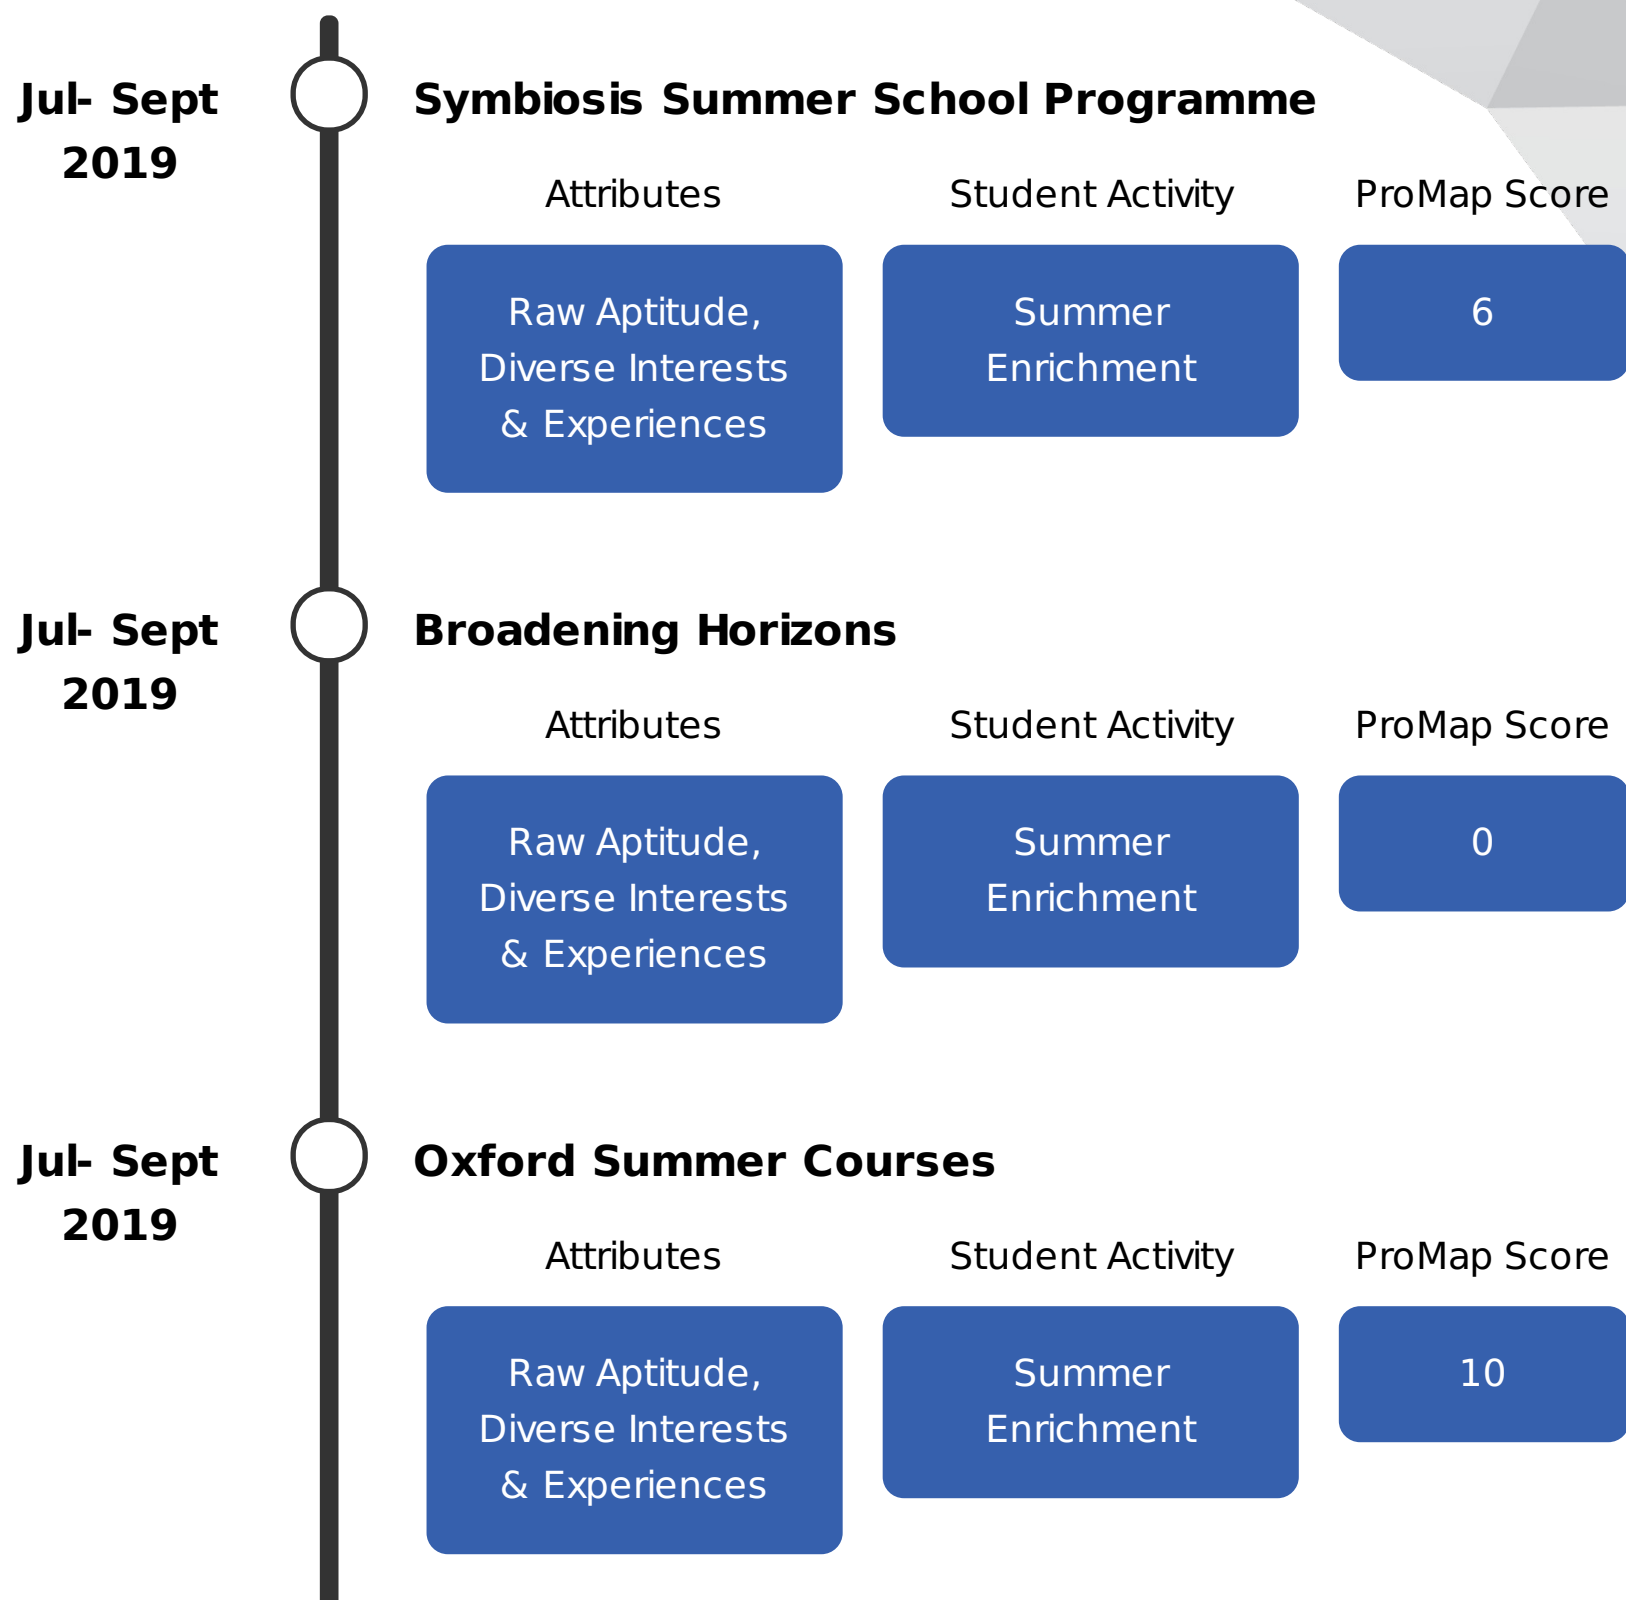 Jul- Sept
2019
Symbiosis Summer School Programme
Attributes
Student Activity
ProMap Score
Raw Aptitude,
Diverse Interests
& Experiences
Summer
Enrichment
6
Jul- Sept
2019
Broadening Horizons
Attributes
Student Activity
ProMap Score
Raw Aptitude,
Diverse Interests
& Experiences
Summer
Enrichment
0
Jul- Sept
2019
Oxford Summer Courses
Attributes
Student Activity
ProMap Score
Raw Aptitude,
Diverse Interests
& Experiences
Summer
Enrichment
10